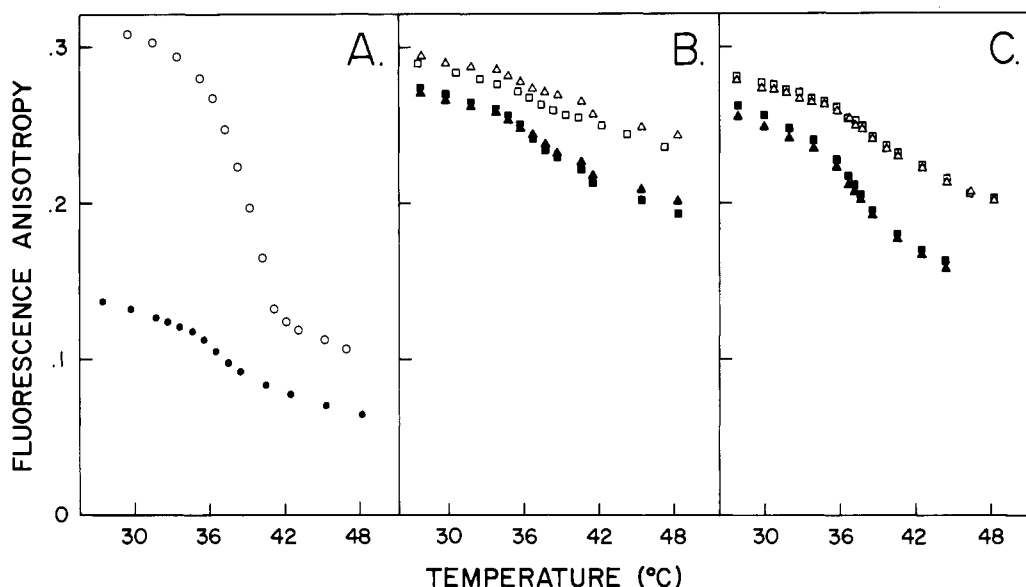 A.
B.
C.
.3
.2
.1
0
FLUORESCENCE ANISOTROPY
30 36 42 48
30 36 42 48
30 36 42 48
TEMPERATURE (°C)